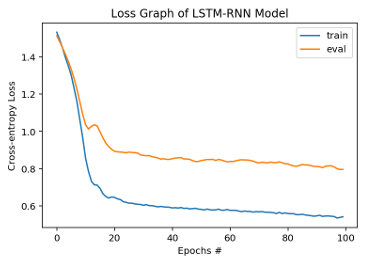 Loss Graph of LSTM-RNN Model
train
eval
Cross-entropy Loss
1.4
1.2
1.0
0.8
0.6
0 20 40 60 80 100
Epochs #